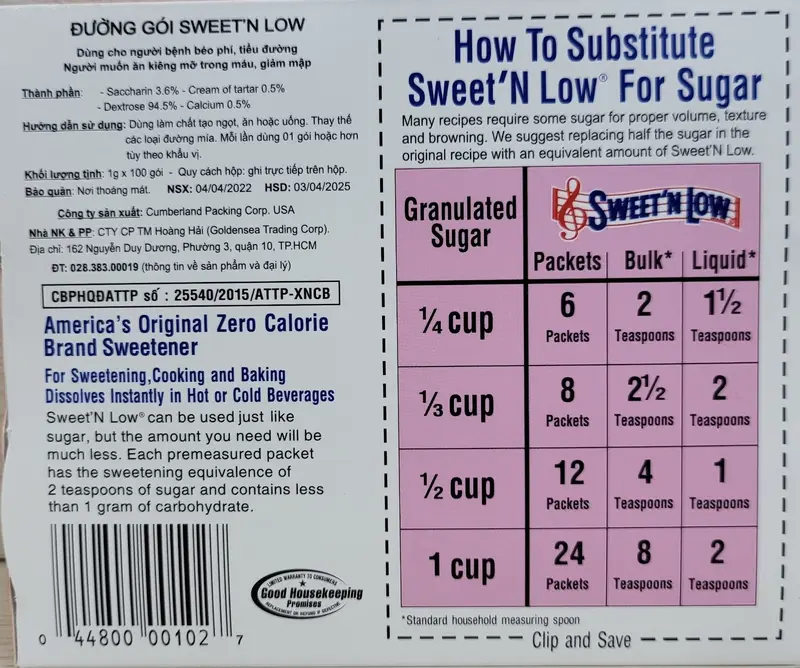 ĐƯỜNG GÓI SWEET'N LOW
Dùng cho người bệnh béo phí, tiểu đường
Người muốn ăn kiêng mỡ trong máu, giảm mập
Thành phần: - Saccharin 3.6% - Cream of tartar 0.5%
- Dextrose 94.5% - Calcium 0.5%
Hướng dẫn sử dụng: Dùng làm chất tạo ngọt, ăn hoặc uống. Thay thế
các loại đường mía. Mỗi lần dùng 01 gói hoặc hơn
tùy theo khẩu vị.
Khối lượng tịnh: 1g x 100 gói - Quy cách hộp: ghi trực tiếp trên hộp.
Bảo quản: Nơi thoáng mát. NSX: 04/04/2022 HSD: 03/04/2025
Công ty sản xuất: Cumberland Packing Corp. USA
Nhà NK & PP: CTY CP TM Hoàng Hải (Goldensea Trading Corp).
Địa chỉ: 162 Nguyễn Duy Dương, Phường 3, quận 10, TP.HCM
ĐT: 028.383.00019 (thông tin về sản phẩm và đại lý)
CBPHQĐATTP số : 25540/2015/ATTP-XNCB
America's Original Zero Calorie
Brand Sweetener
For Sweetening,Cooking and Baking
Dissolves Instantly in Hot or Cold Beverages
Sweet'N Low® can be used just like
sugar, but the amount you need will be
much less. Each premeasured packet
has the sweetening equivalence of
2 teaspoons of sugar and contains less
than 1 gram of carbohydrate.
0 44800 00102 7
LIMITED WARRANTY TO CONSUMERS
Good Housekeeping
Promises
REPLACEMENT OR REFUND IF DEFECTIVE
How To Substitute
Sweet'N Low® For Sugar
Many recipes require some sugar for proper volume, texture
and browning. We suggest replacing half the sugar in the
original recipe with an equivalent amount of Sweet'N Low.
Granulated
Sugar
SWEET'N LOW®
Packets Bulk* Liquid*
¼ cup 6 2 1½
Packets Teaspoons Teaspoons
⅓ cup 8 2½ 2
Packets Teaspoons Teaspoons
½ cup 12 4 1
Packets Teaspoons Teaspoons
1 cup 24 8 2
Packets Teaspoons Teaspoons
*Standard household measuring spoon
Clip and Save